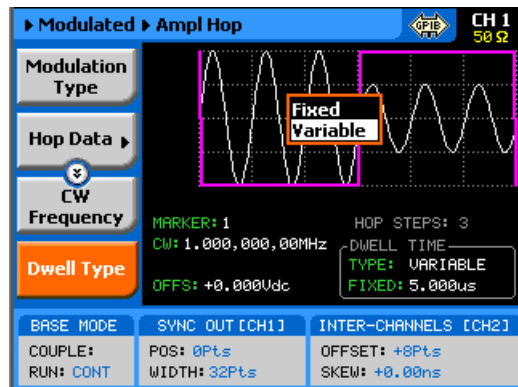 ▸ Modulated ▸ Ampl Hop
GPIB
CH 1
50 Ω
Modulation
Type
Hop Data ▸
CW
Frequency
Dwell Type
Fixed
Variable
MARKER: 1
HOP STEPS: 3
CW: 1.000,000,00MHz
DWELL TIME
TYPE: VARIABLE
OFFS: +0.000Vdc
FIXED: 5.000us
BASE MODE
COUPLE:
RUN: CONT
SYNC OUT [CH1]
POS: 0Pts
WIDTH: 32Pts
INTER-CHANNELS [CH2]
OFFSET: +8Pts
SKEW: +0.00ns